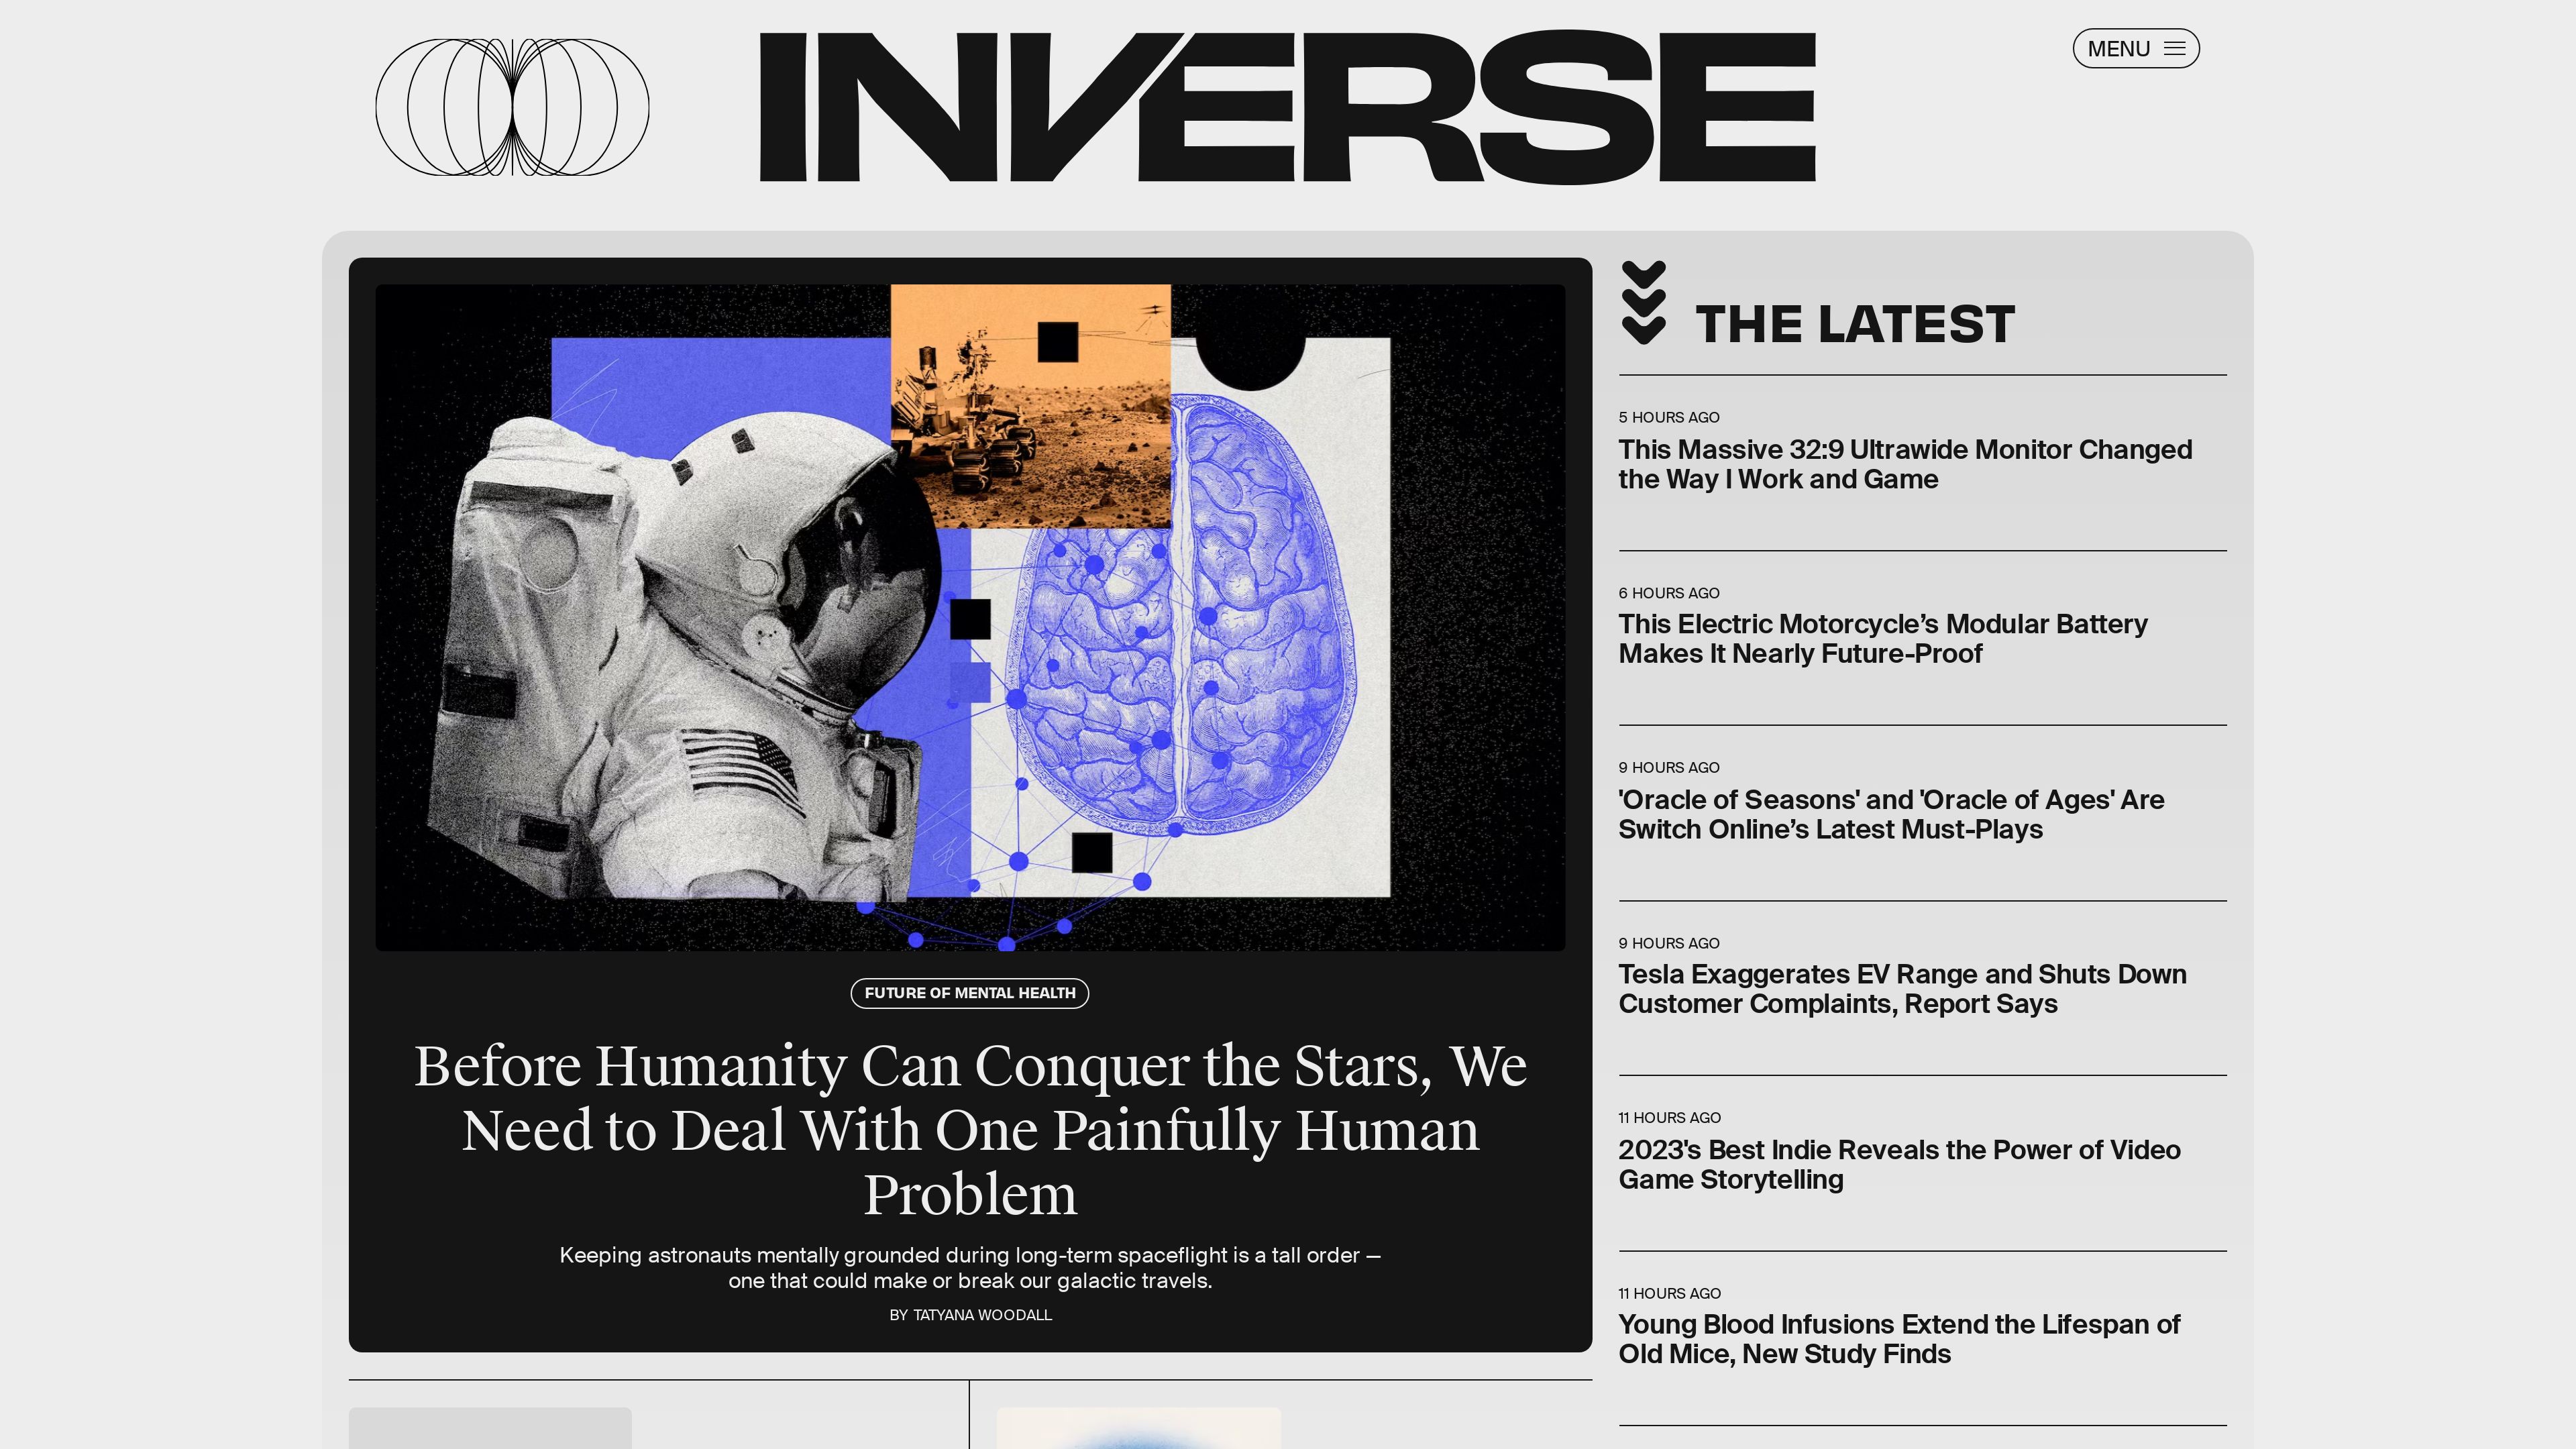 INVERSE
MENU
FUTURE OF MENTAL HEALTH
Before Humanity Can Conquer the Stars, We
Need to Deal With One Painfully Human
Problem
Keeping astronauts mentally grounded during long-term spaceflight is a tall order —
one that could make or break our galactic travels.
BY TATYANA WOODALL
THE LATEST
5 HOURS AGO
This Massive 32:9 Ultrawide Monitor Changed
the Way I Work and Game
6 HOURS AGO
This Electric Motorcycle’s Modular Battery
Makes It Nearly Future-Proof
9 HOURS AGO
'Oracle of Seasons' and 'Oracle of Ages' Are
Switch Online’s Latest Must-Plays
9 HOURS AGO
Tesla Exaggerates EV Range and Shuts Down
Customer Complaints, Report Says
11 HOURS AGO
2023's Best Indie Reveals the Power of Video
Game Storytelling
11 HOURS AGO
Young Blood Infusions Extend the Lifespan of
Old Mice, New Study Finds